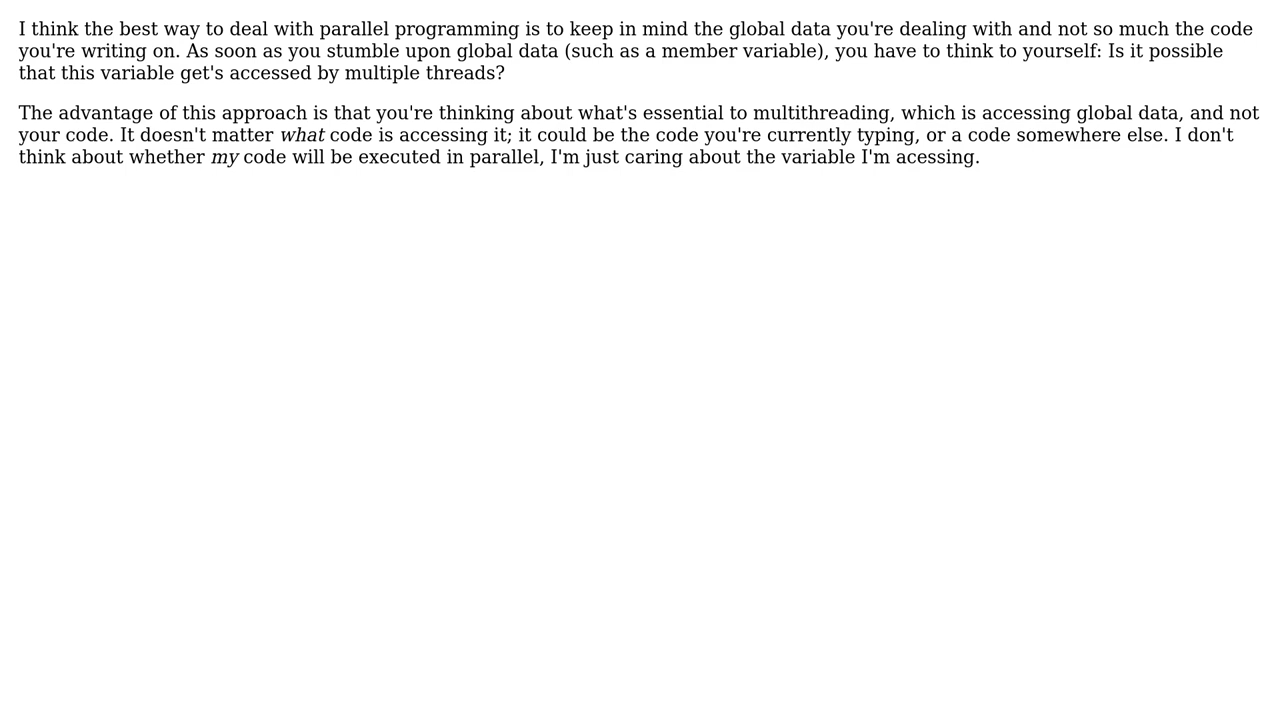 I think the best way to deal with parallel programming is to keep in mind the global data you're dealing with and not so much the code
you're writing on. As soon as you stumble upon global data (such as a member variable), you have to think to yourself: Is it possible
that this variable get's accessed by multiple threads?
The advantage of this approach is that you're thinking about what's essential to multithreading, which is accessing global data, and not
your code. It doesn't matter what code is accessing it; it could be the code you're currently typing, or a code somewhere else. I don't
think about whether my code will be executed in parallel, I'm just caring about the variable I'm acessing.